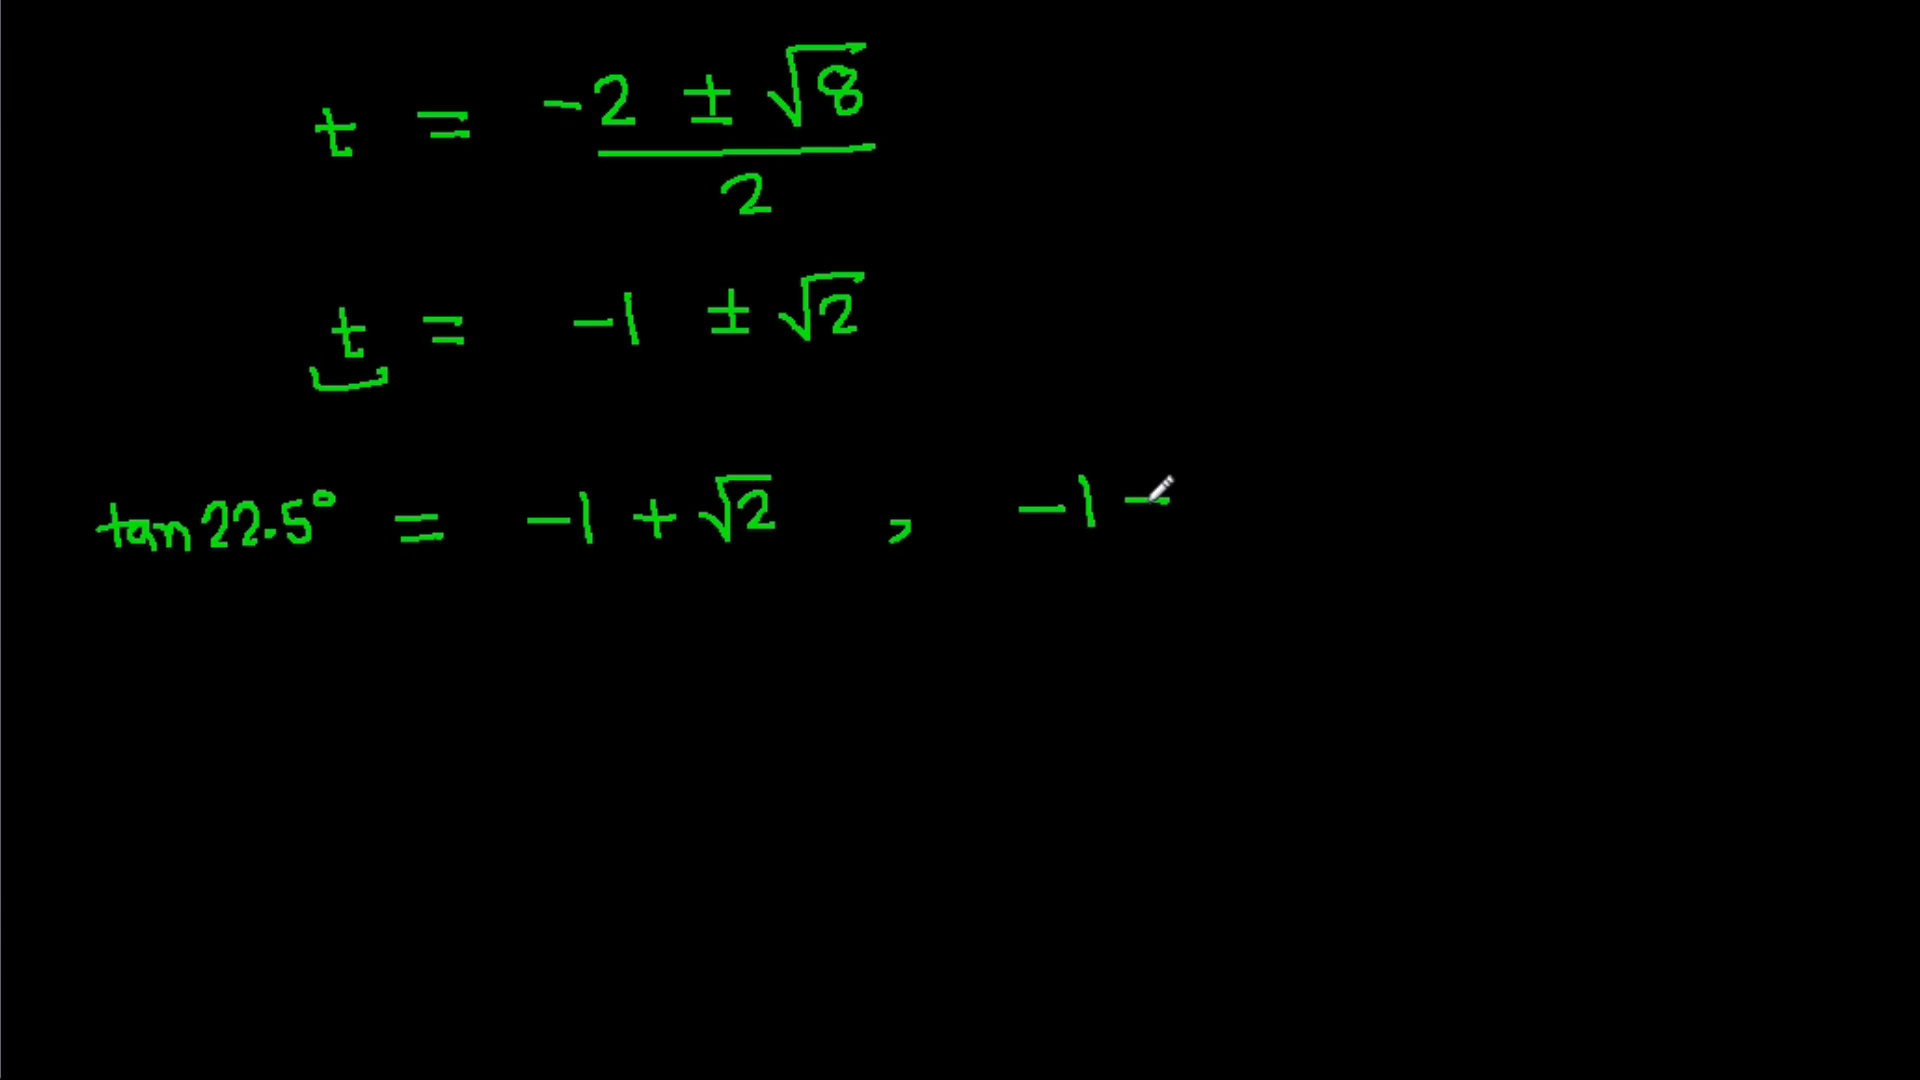 t = -2 ± √8 / 2
t = -1 ± √2
tan 22.5° = -1 + √2 , -1 -